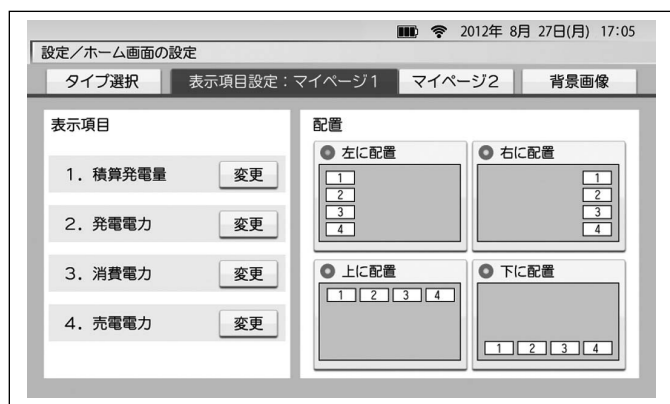 2012年 8月 27日(月) 17:05
設定／ホーム画面の設定
タイプ選択 表示項目設定：マイページ1 マイページ2 背景画像
表示項目
1. 積算発電量 変更
2. 発電電力 変更
3. 消費電力 変更
4. 売電電力 変更
配置
左に配置
1
2
3
4
右に配置
1
2
3
4
上に配置
1 2 3 4
下に配置
1 2 3 4